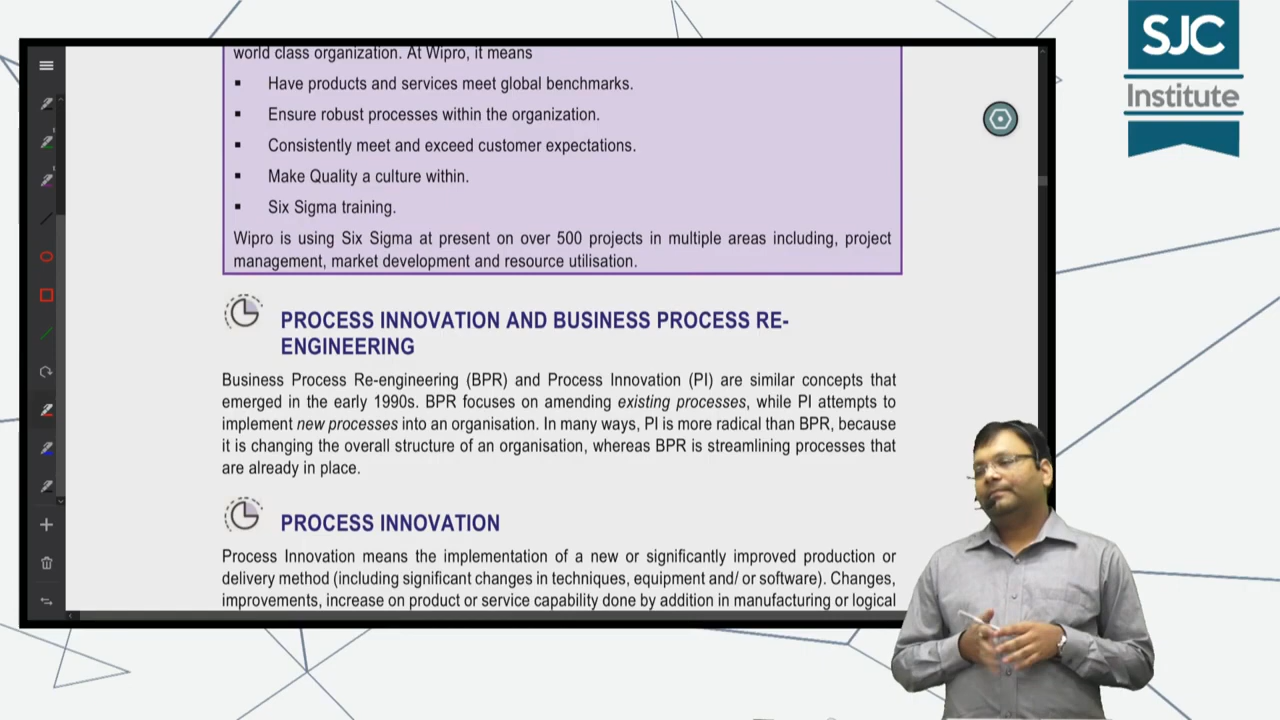 world class organization. At Wipro, it means
▪ Have products and services meet global benchmarks.
▪ Ensure robust processes within the organization.
▪ Consistently meet and exceed customer expectations.
▪ Make Quality a culture within.
▪ Six Sigma training.
Wipro is using Six Sigma at present on over 500 projects in multiple areas including, project
management, market development and resource utilisation.
PROCESS INNOVATION AND BUSINESS PROCESS RE-
ENGINEERING
Business Process Re-engineering (BPR) and Process Innovation (PI) are similar concepts that
emerged in the early 1990s. BPR focuses on amending existing processes, while PI attempts to
implement new processes into an organisation. In many ways, PI is more radical than BPR, because
it is changing the overall structure of an organisation, whereas BPR is streamlining processes that
are already in place.
PROCESS INNOVATION
Process Innovation means the implementation of a new or significantly improved production or
delivery method (including significant changes in techniques, equipment and/ or software). Changes,
improvements, increase on product or service capability done by addition in manufacturing or logical
SJC
Institute